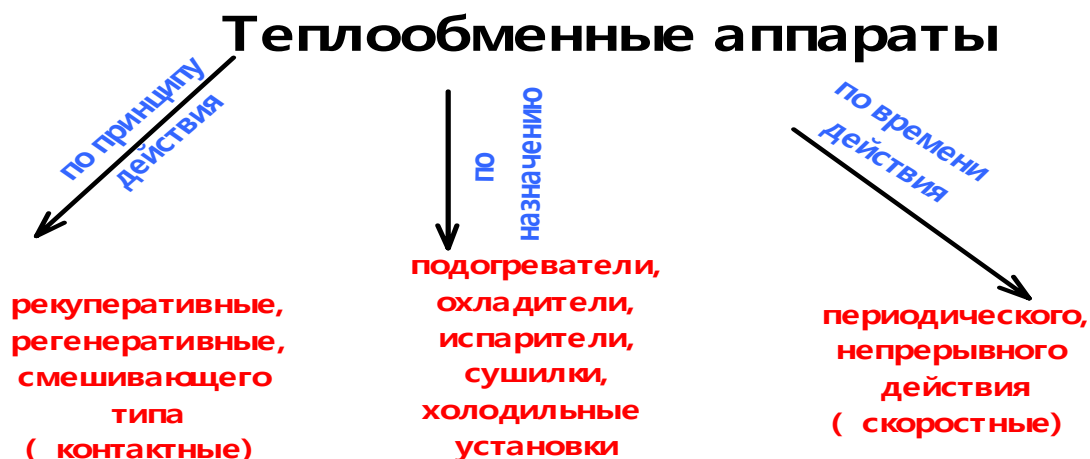 Теплообменные аппараты
по принципу
действия
по
назначению
по времени
действия
рекуперативные,
регенеративные,
смешивающего
типа
( контактные)
подогреватели,
охладители,
испарители,
сушилки,
холодильные
установки
периодического,
непрерывного
действия
( скоростные)